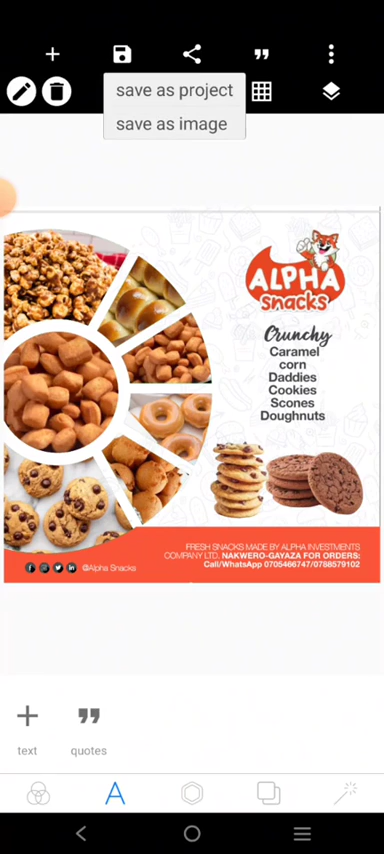 save as project
save as image
ALPHA
snacks
Crunchy
Caramel
corn
Daddies
Cookies
Scones
Doughnuts
FRESH SNACKS MADE BY ALPHA INVESTMENTS
COMPANY LTD. NAKWERO-GAYAZA FOR ORDERS:
Call/WhatsApp 0705466747/0788579102
@Alpha Snacks
text
quotes